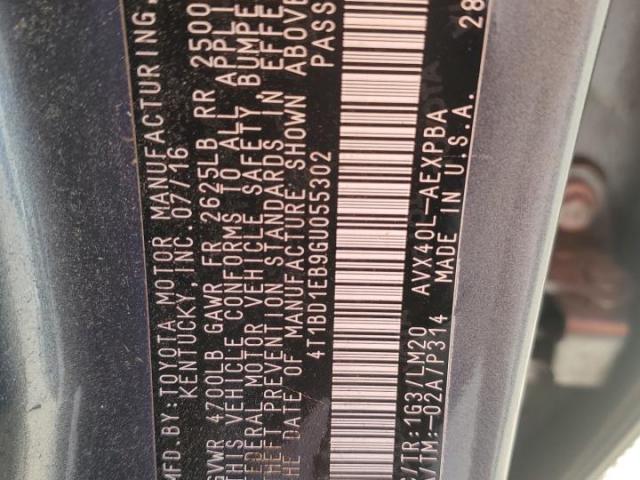 MFD. BY: TOYOTA MOTOR MANUFACTURING,
KENTUCKY, INC. 07/16
GVWR 4700LB GAWR FR 2625LB RR 2500
THIS VEHICLE CONFORMS TO ALL APPLI
FEDERAL MOTOR VEHICLE SAFETY, BUMPE
THEFT PREVENTION STANDARDS IN EFFE
THE DATE OF MANUFACTURE SHOWN ABOVE
4T1BD1EB9GU055302 PASS
C/TR:1G3/LM20 AVX40L-AEXPBA
A/TM:-02A/P314 MADE IN U.S.A. 28